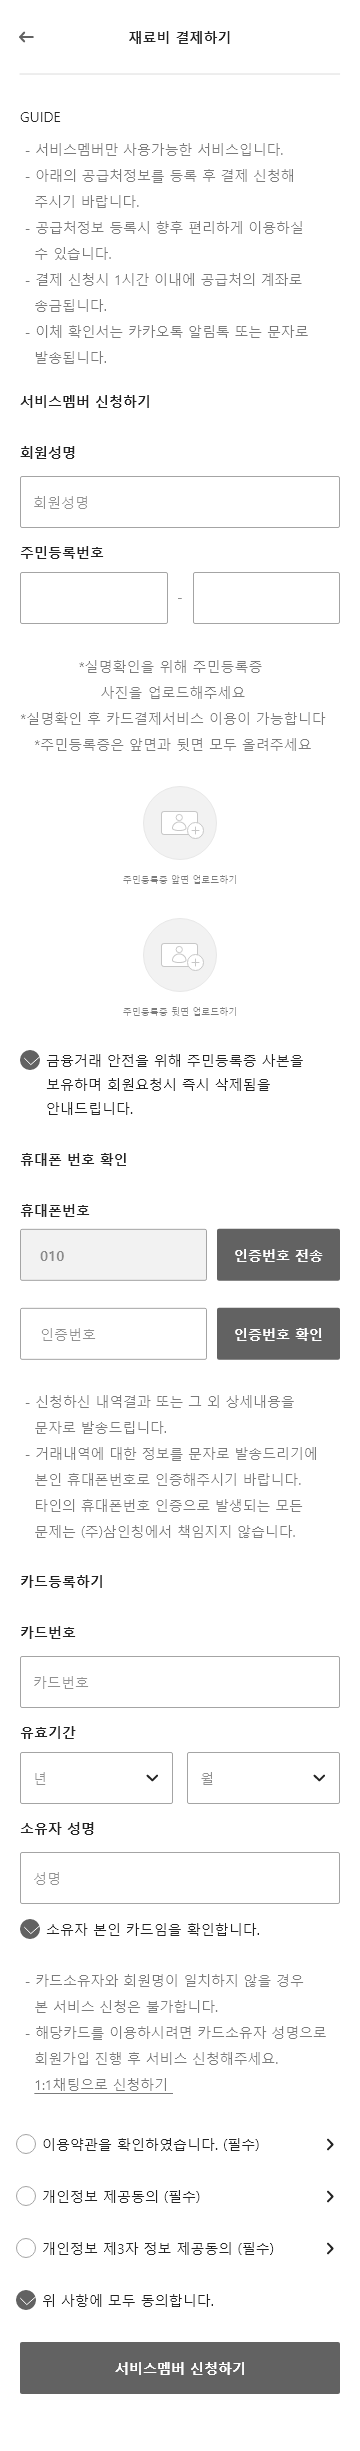 재료비 결제하기
GUIDE
- 서비스멤버만 사용가능한 서비스입니다.
- 아래의 공급처정보를 등록 후 결제 신청해
주시기 바랍니다.
- 공급처정보 등록시 향후 편리하게 이용하실
수 있습니다.
- 결제 신청시 1시간 이내에 공급처의 계좌로
송금됩니다.
- 이체 확인서는 카카오톡 알림톡 또는 문자로
발송됩니다.
서비스멤버 신청하기
회원성명
회원성명
주민등록번호
-
*실명확인을 위해 주민등록증
사진을 업로드해주세요
*실명확인 후 카드결제서비스 이용이 가능합니다
*주민등록증은 앞면과 뒷면 모두 올려주세요
주민등록증 앞면 업로드하기
주민등록증 뒷면 업로드하기
금융거래 안전을 위해 주민등록증 사본을
보유하며 회원요청시 즉시 삭제됨을
안내드립니다.
휴대폰 번호 확인
휴대폰번호
010 인증번호 전송
인증번호 인증번호 확인
- 신청하신 내역결과 또는 그 외 상세내용을
문자로 발송드립니다.
- 거래내역에 대한 정보를 문자로 발송드리기에
본인 휴대폰번호로 인증해주시기 바랍니다.
타인의 휴대폰번호 인증으로 발생되는 모든
문제는 (주)삼인칭에서 책임지지 않습니다.
카드등록하기
카드번호
카드번호
유효기간
년 월
소유자 성명
성명
소유자 본인 카드임을 확인합니다.
- 카드소유자와 회원명이 일치하지 않을 경우
본 서비스 신청은 불가합니다.
- 해당카드를 이용하시려면 카드소유자 성명으로
회원가입 진행 후 서비스 신청해주세요.
1:1채팅으로 신청하기
이용약관을 확인하였습니다. (필수)
개인정보 제공동의 (필수)
개인정보 제3자 정보 제공동의 (필수)
위 사항에 모두 동의합니다.
서비스멤버 신청하기